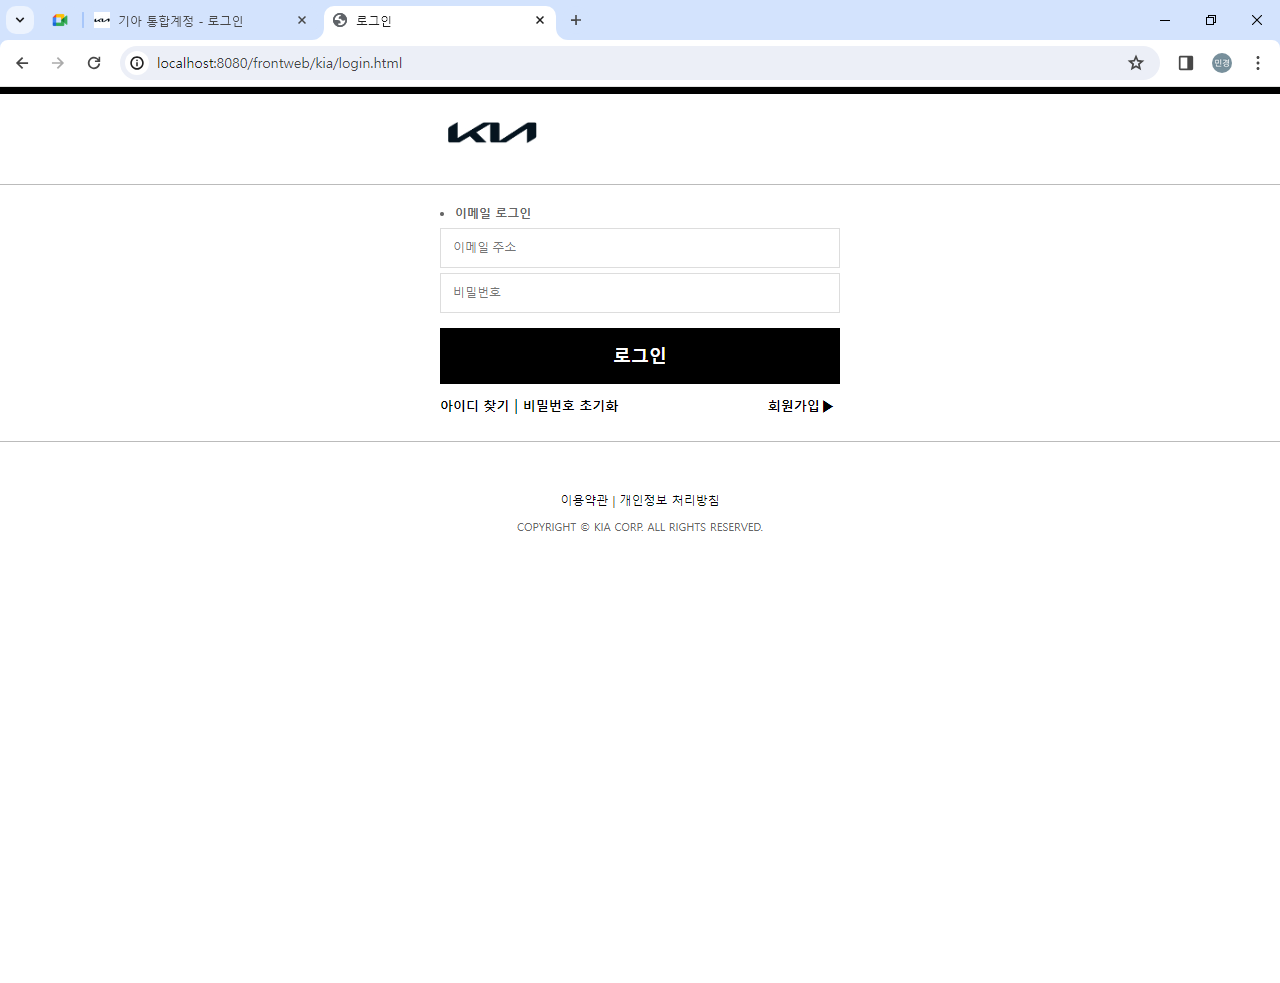 기아 통합계정 - 로그인
로그인
localhost:8080/frontweb/kia/login.html
민경
KIA
이메일 로그인
이메일 주소
비밀번호
로그인
아이디 찾기 | 비밀번호 초기화 회원가입▶
이용약관 | 개인정보 처리방침
COPYRIGHT © KIA CORP. ALL RIGHTS RESERVED.